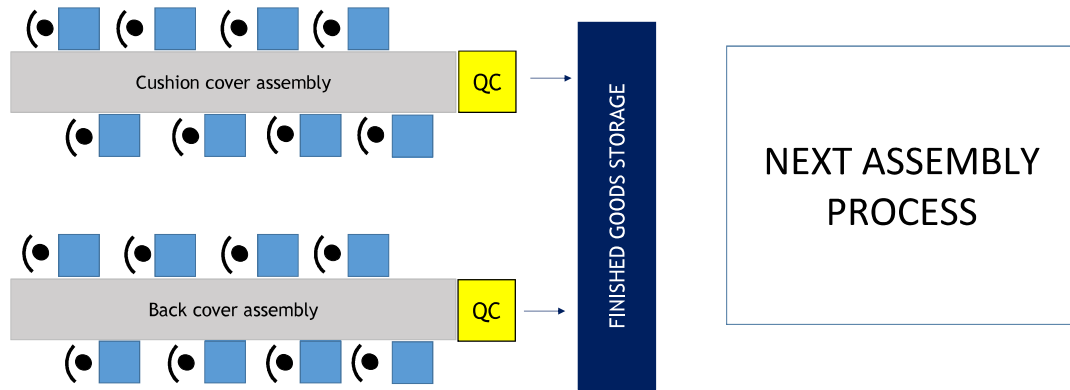 Cushion cover assembly
QC
FINISHED GOODS STORAGE
NEXT ASSEMBLY
PROCESS
Back cover assembly
QC